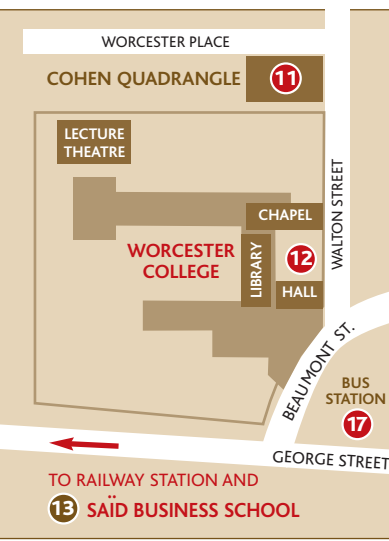 WORCESTER PLACE
COHEN QUADRANGLE
11
LECTURE
THEATRE
WALTON STREET
CHAPEL
WORCESTER
COLLEGE
LIBRARY
12
HALL
BEAUMONT ST.
BUS
STATION
17
GEORGE STREET
TO RAILWAY STATION AND
13 SAÏD BUSINESS SCHOOL